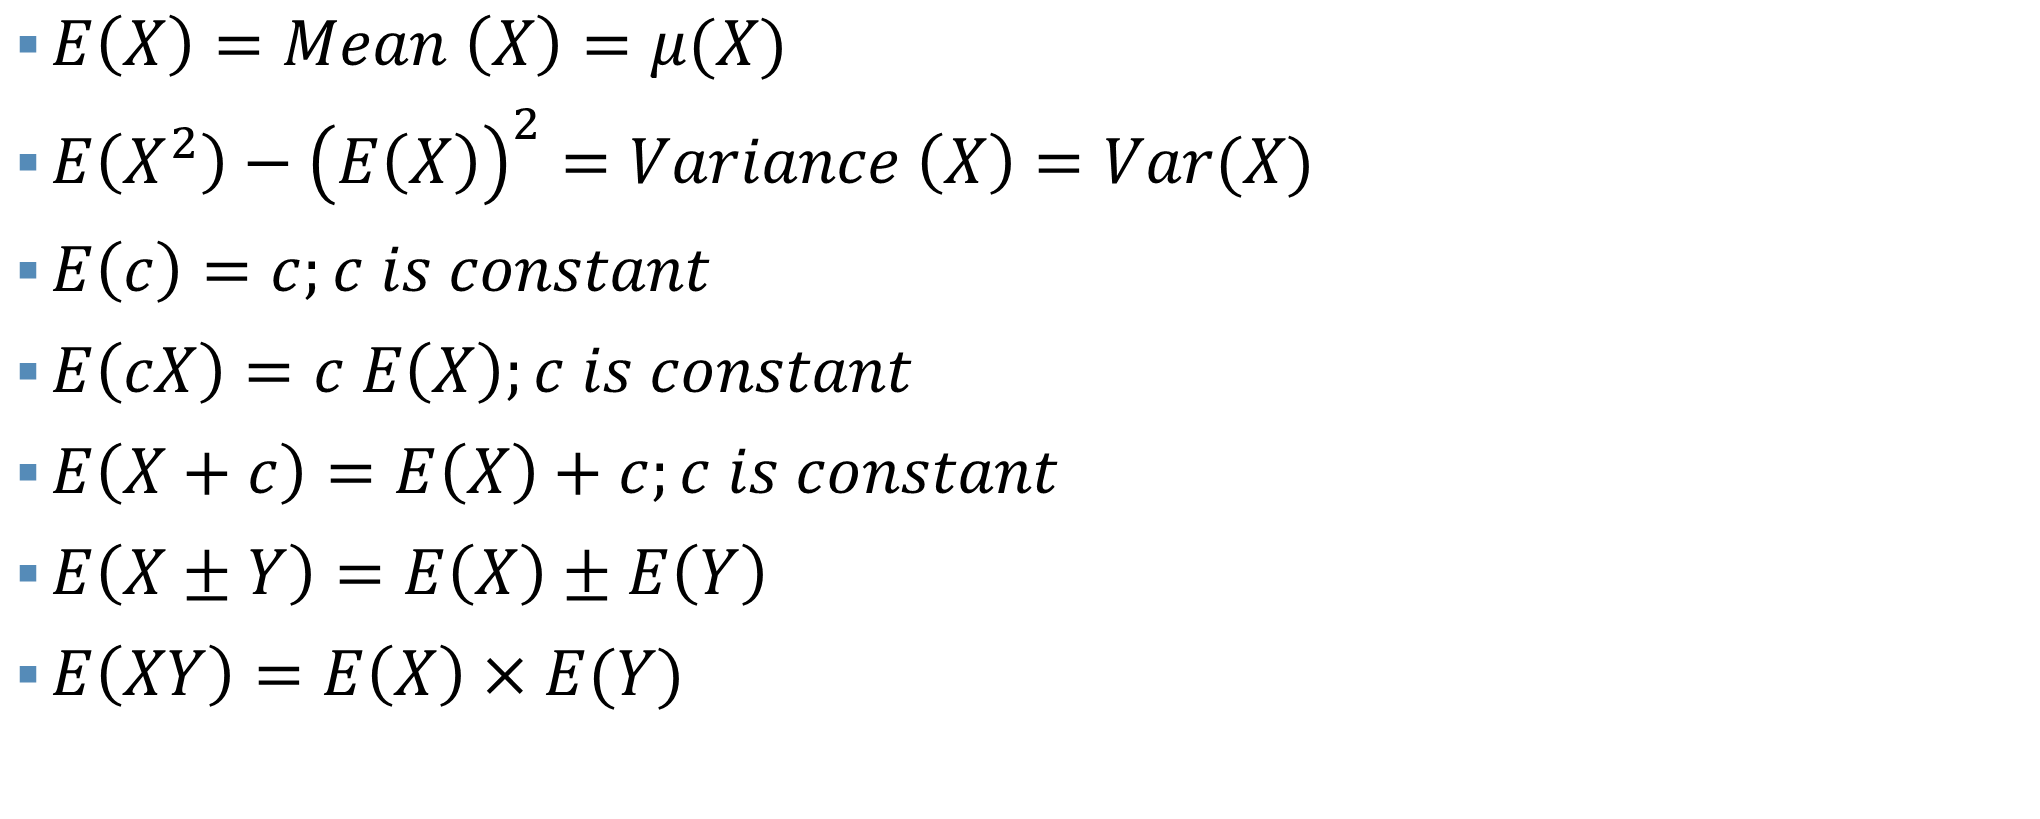 ▪ E(X) = Mean (X) = μ(X)
▪ E(X²) − (E(X))² = Variance (X) = Var(X)
▪ E(c) = c; c is constant
▪ E(cX) = c E(X); c is constant
▪ E(X + c) = E(X) + c; c is constant
▪ E(X ± Y) = E(X) ± E(Y)
▪ E(XY) = E(X) × E(Y)